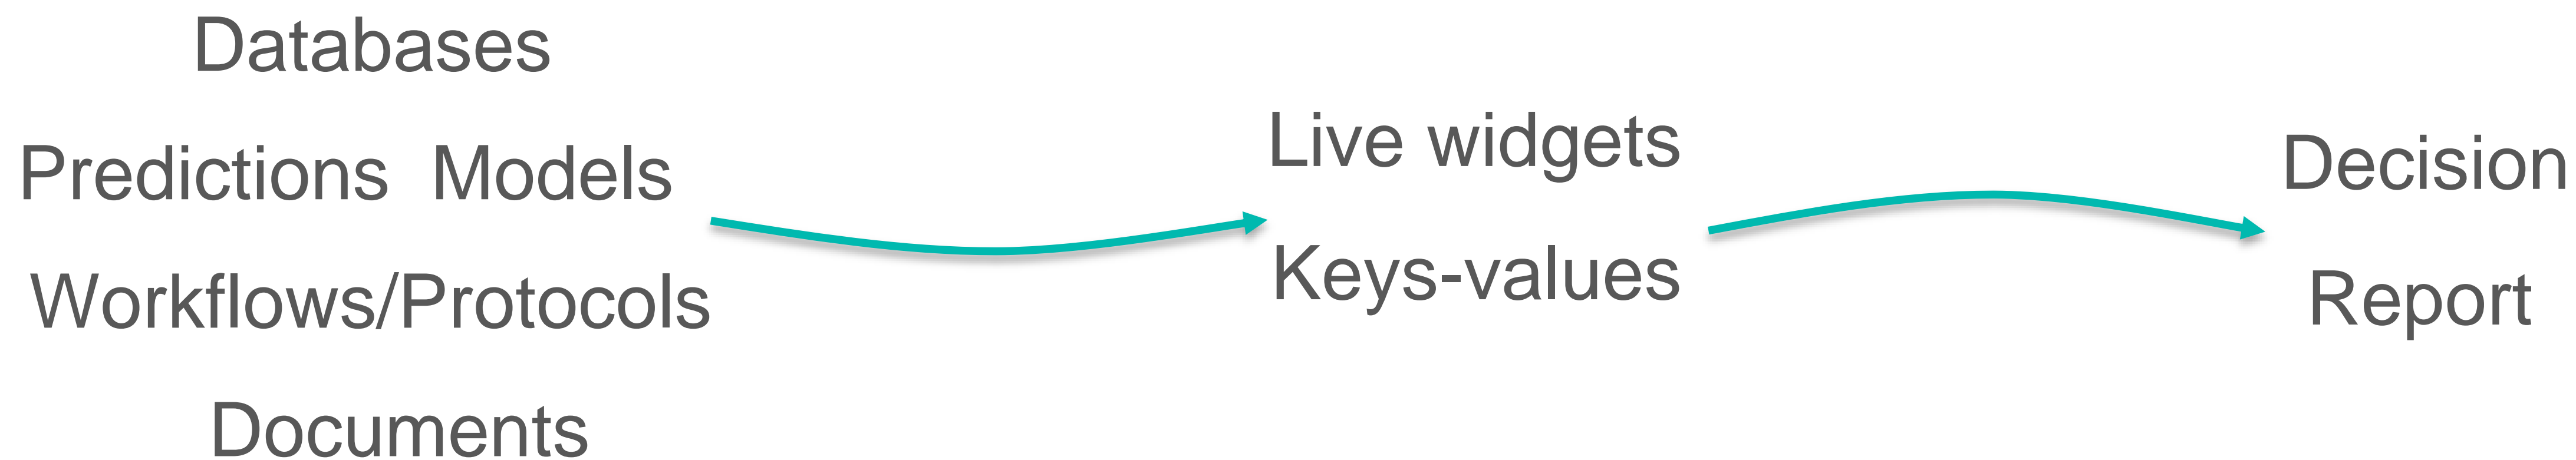 Databases
Predictions Models
Workflows/Protocols
Documents
Live widgets
Keys-values
Decision
Report